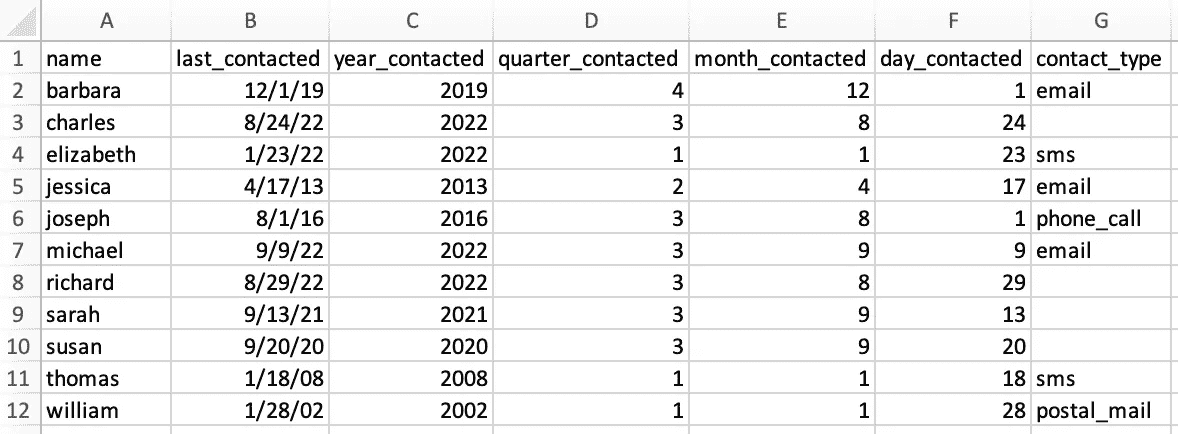 A B C D E F G
1 name last_contacted year_contacted quarter_contacted month_contacted day_contacted contact_type
2 barbara 12/1/19 2019 4 12 1 email
3 charles 8/24/22 2022 3 8 24
4 elizabeth 1/23/22 2022 1 1 23 sms
5 jessica 4/17/13 2013 2 4 17 email
6 joseph 8/1/16 2016 3 8 1 phone_call
7 michael 9/9/22 2022 3 9 9 email
8 richard 8/29/22 2022 3 8 29
9 sarah 9/13/21 2021 3 9 13
10 susan 9/20/20 2020 3 9 20
11 thomas 1/18/08 2008 1 1 18 sms
12 william 1/28/02 2002 1 1 28 postal_mail